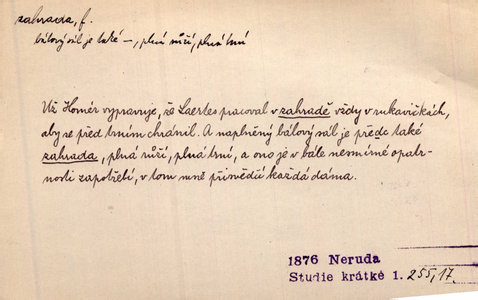 zahrada, f.
bálový sál je také –, plná růží, plná trní
Už Homér vypravuje, že Laertes pracoval v zahradě vždy v rukavičkách,
aby se před trním chránil. A naplněný bálový sál je přede také
zahrada, plná růží, plná trní, a ono je v bále nesmírné opatr-
nosti zapotřebí, v tom mně přisvědčí každá dáma.
1876 Neruda
Studie krátké 1. 255,17